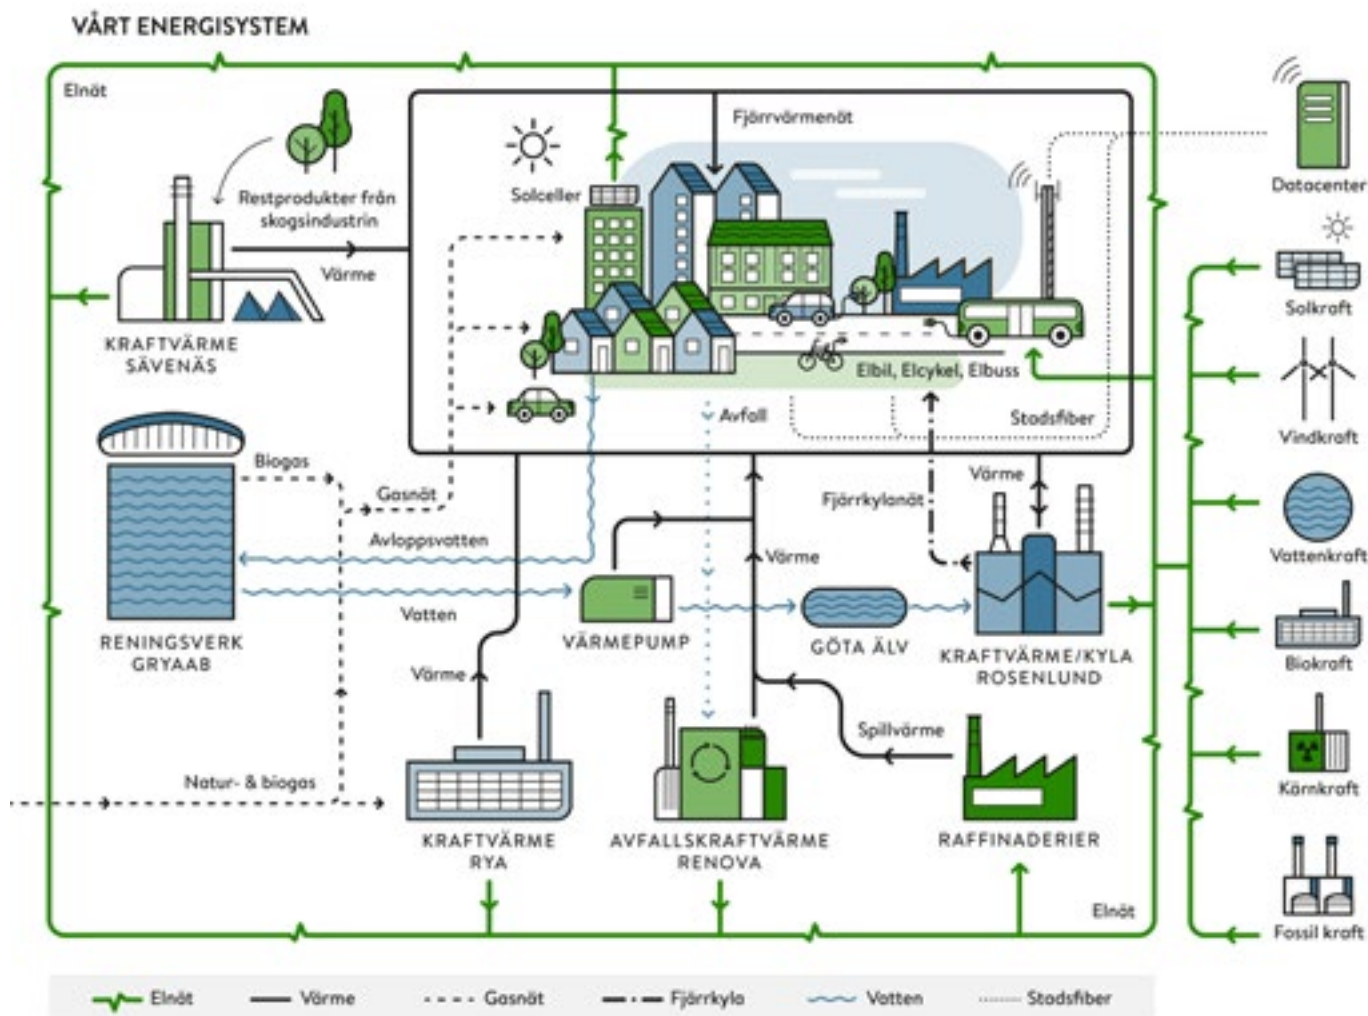 VÅRT ENERGISYSTEM
Elnät
Restprodukter från
skogsindustrin
Värme
KRAFTVÄRME
SÄVENÄS
Fjärrvärmenät
Solceller
Elbil, Elcykel, Elbuss
Avfall
Stadsfiber
Datacenter
Solkraft
Vindkraft
Vattenkraft
Biokraft
Kärnkraft
Fossil kraft
Biogas
Gasnät
Avloppsvatten
Vatten
RENINGSVERK
GRYAAB
Värme
Fjärrkylanät
Värme
VÄRMEPUMP
GÖTA ÄLV
KRAFTVÄRME/KYLA
ROSENLUND
Värme
Spillvärme
Natur- & biogas
KRAFTVÄRME
RYA
AVFALLSKRAFTVÄRME
RENOVA
RAFFINADERIER
Elnät
Elnät
Värme
Gasnät
Fjärrkyla
Vatten
Stadsfiber